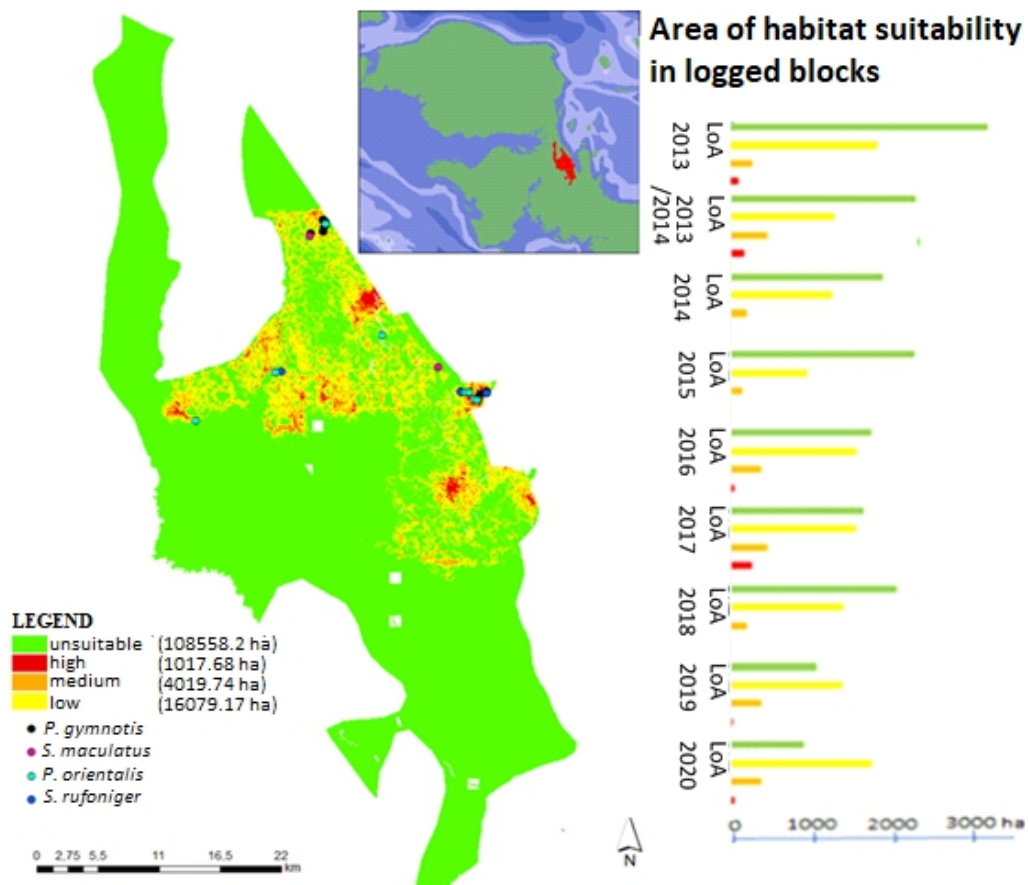 Area of habitat suitability
in logged blocks
LoA
2013
LoA
2013
/2014
LoA
2014
LoA
2015
LoA
2016
LoA
2017
LoA
2018
LoA
2019
LoA
2020
0 1000 2000 3000 ha
LEGEND
unsuitable (108558.2 ha)
high (1017.68 ha)
medium (4019.74 ha)
low (16079.17 ha)
P. gymnotis
S. maculatus
P. orientalis
S. rufoniger
0 2,75 5,5 11 16,5 22
km
N